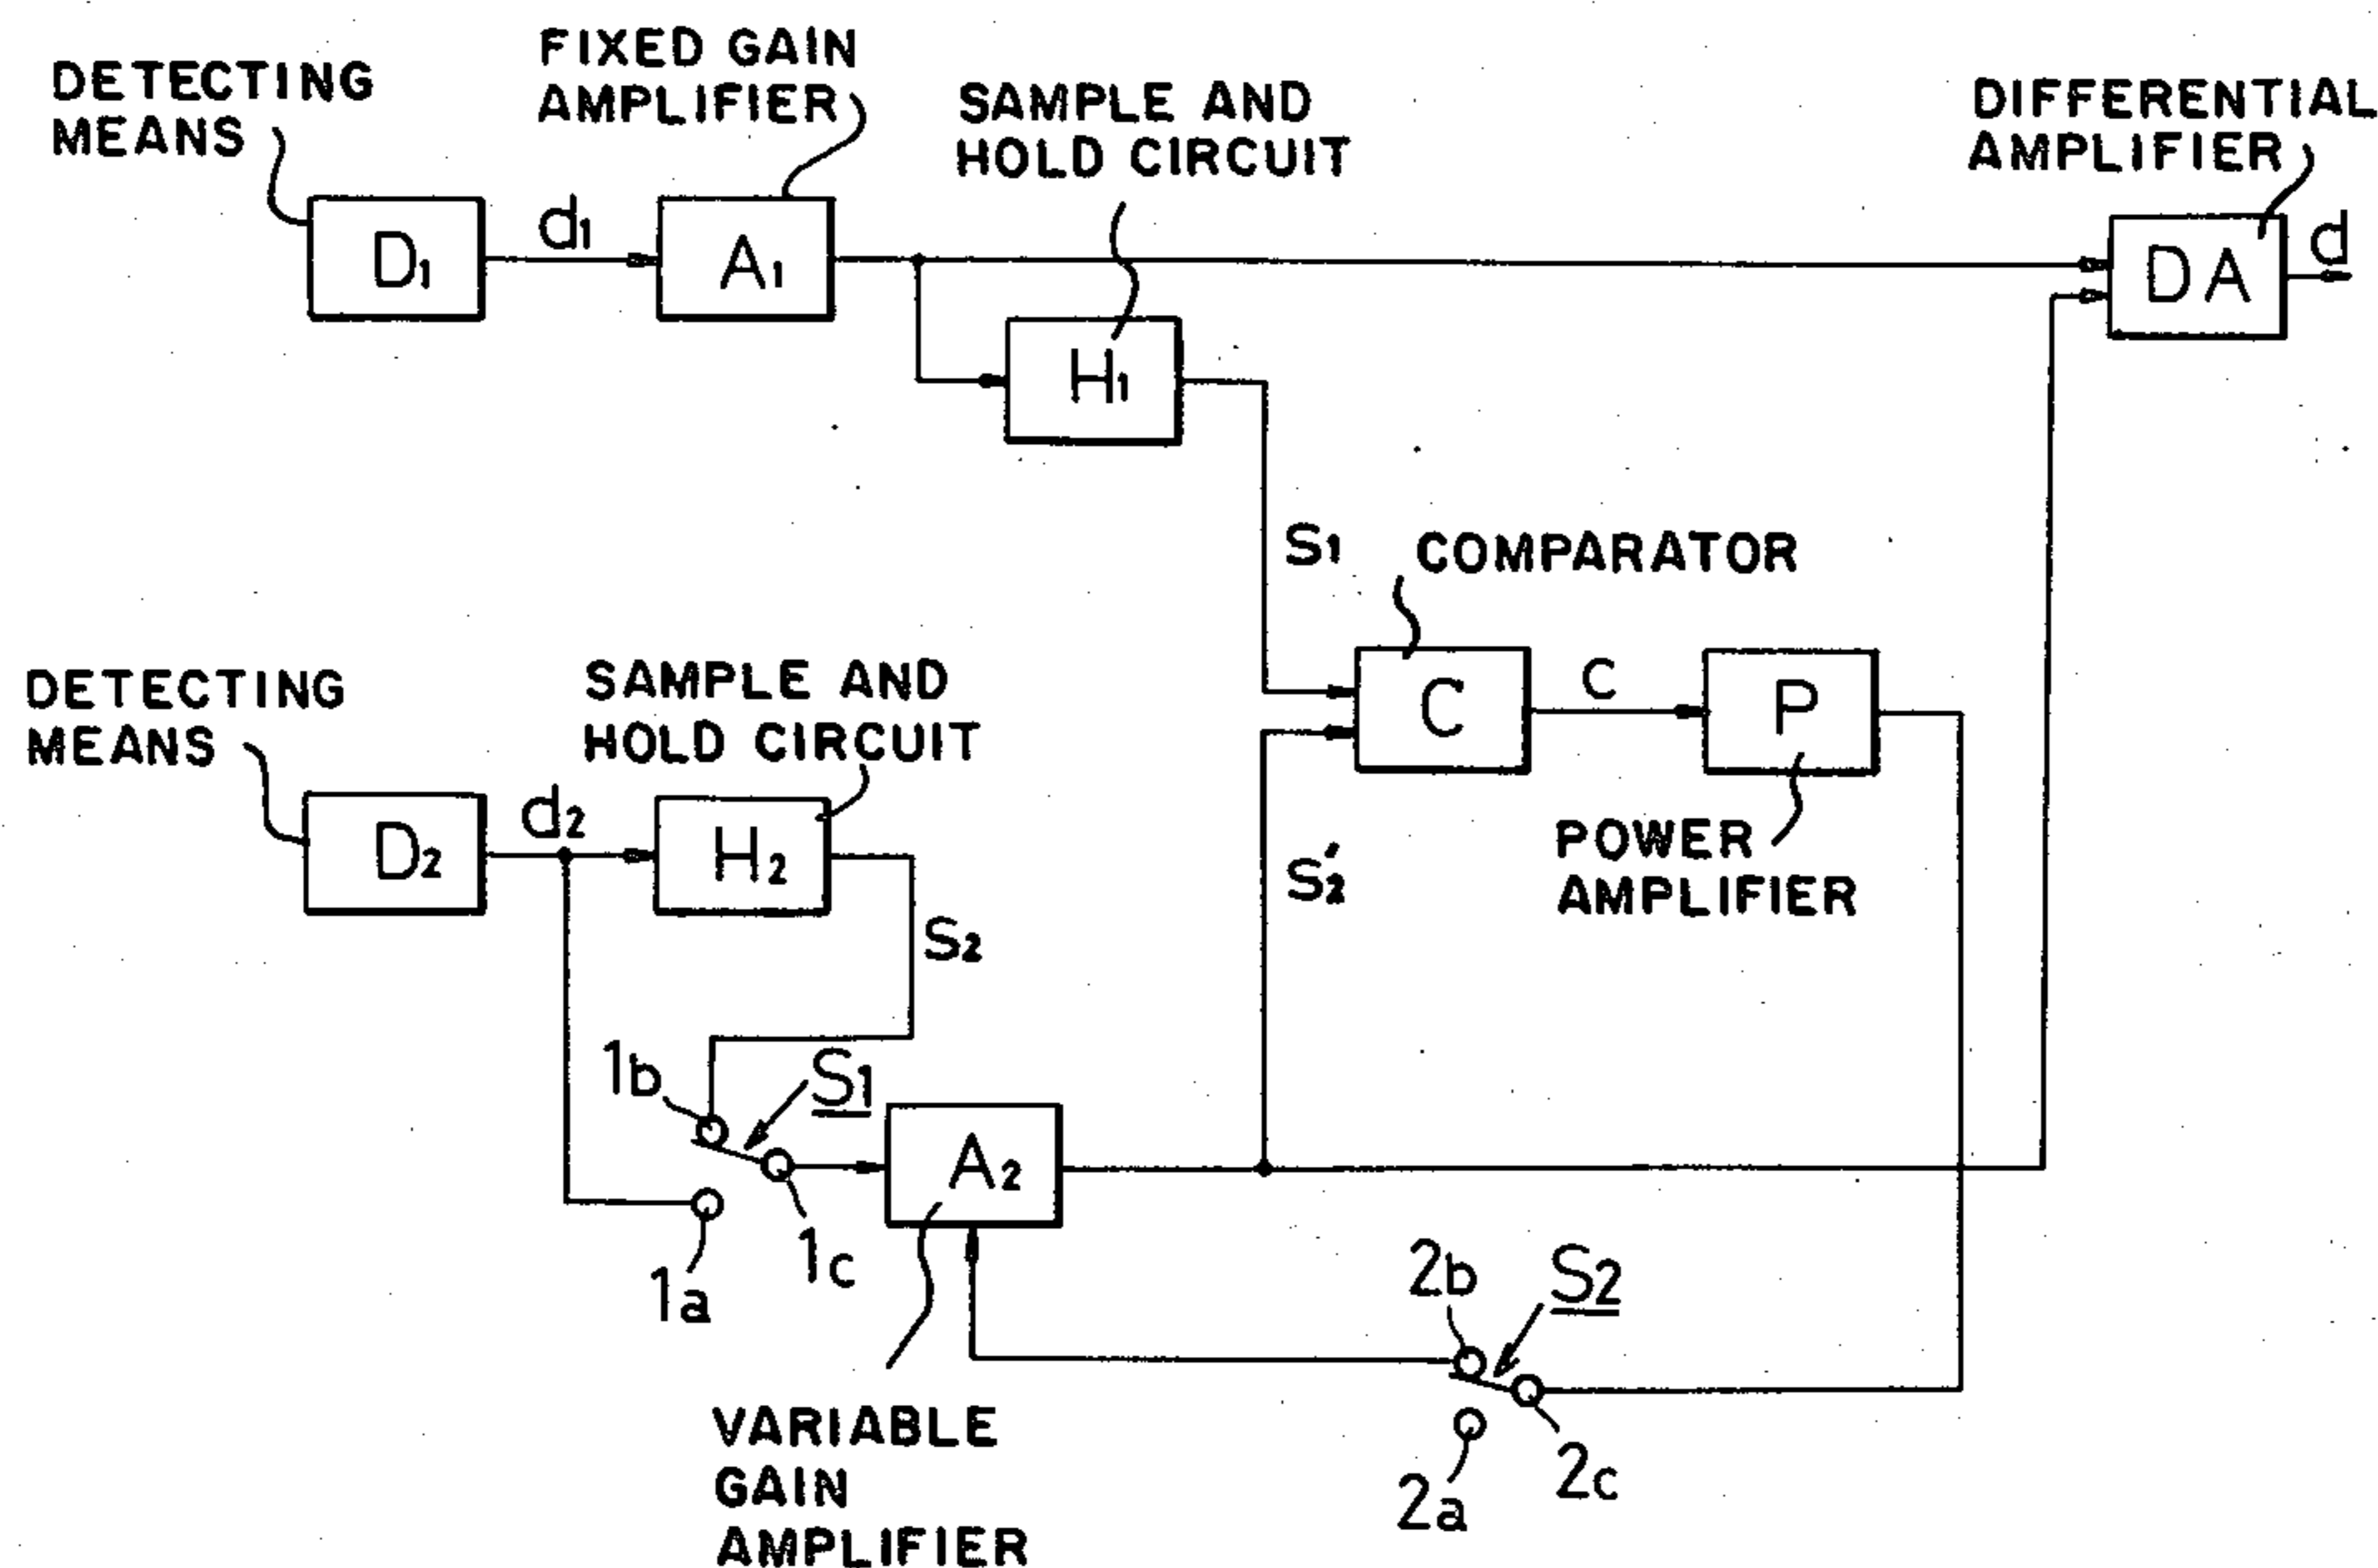 DETECTING
MEANS
FIXED GAIN
AMPLIFIER
SAMPLE AND
HOLD CIRCUIT
DIFFERENTIAL
AMPLIFIER
D1
d1
A1
H1
DA
d
S1
COMPARATOR
C
c
P
POWER
AMPLIFIER
DETECTING
MEANS
SAMPLE AND
HOLD CIRCUIT
D2
d2
H2
S2
S2'
1b
S1
1c
1a
A2
VARIABLE
GAIN
AMPLIFIER
2b
S2
2c
2a